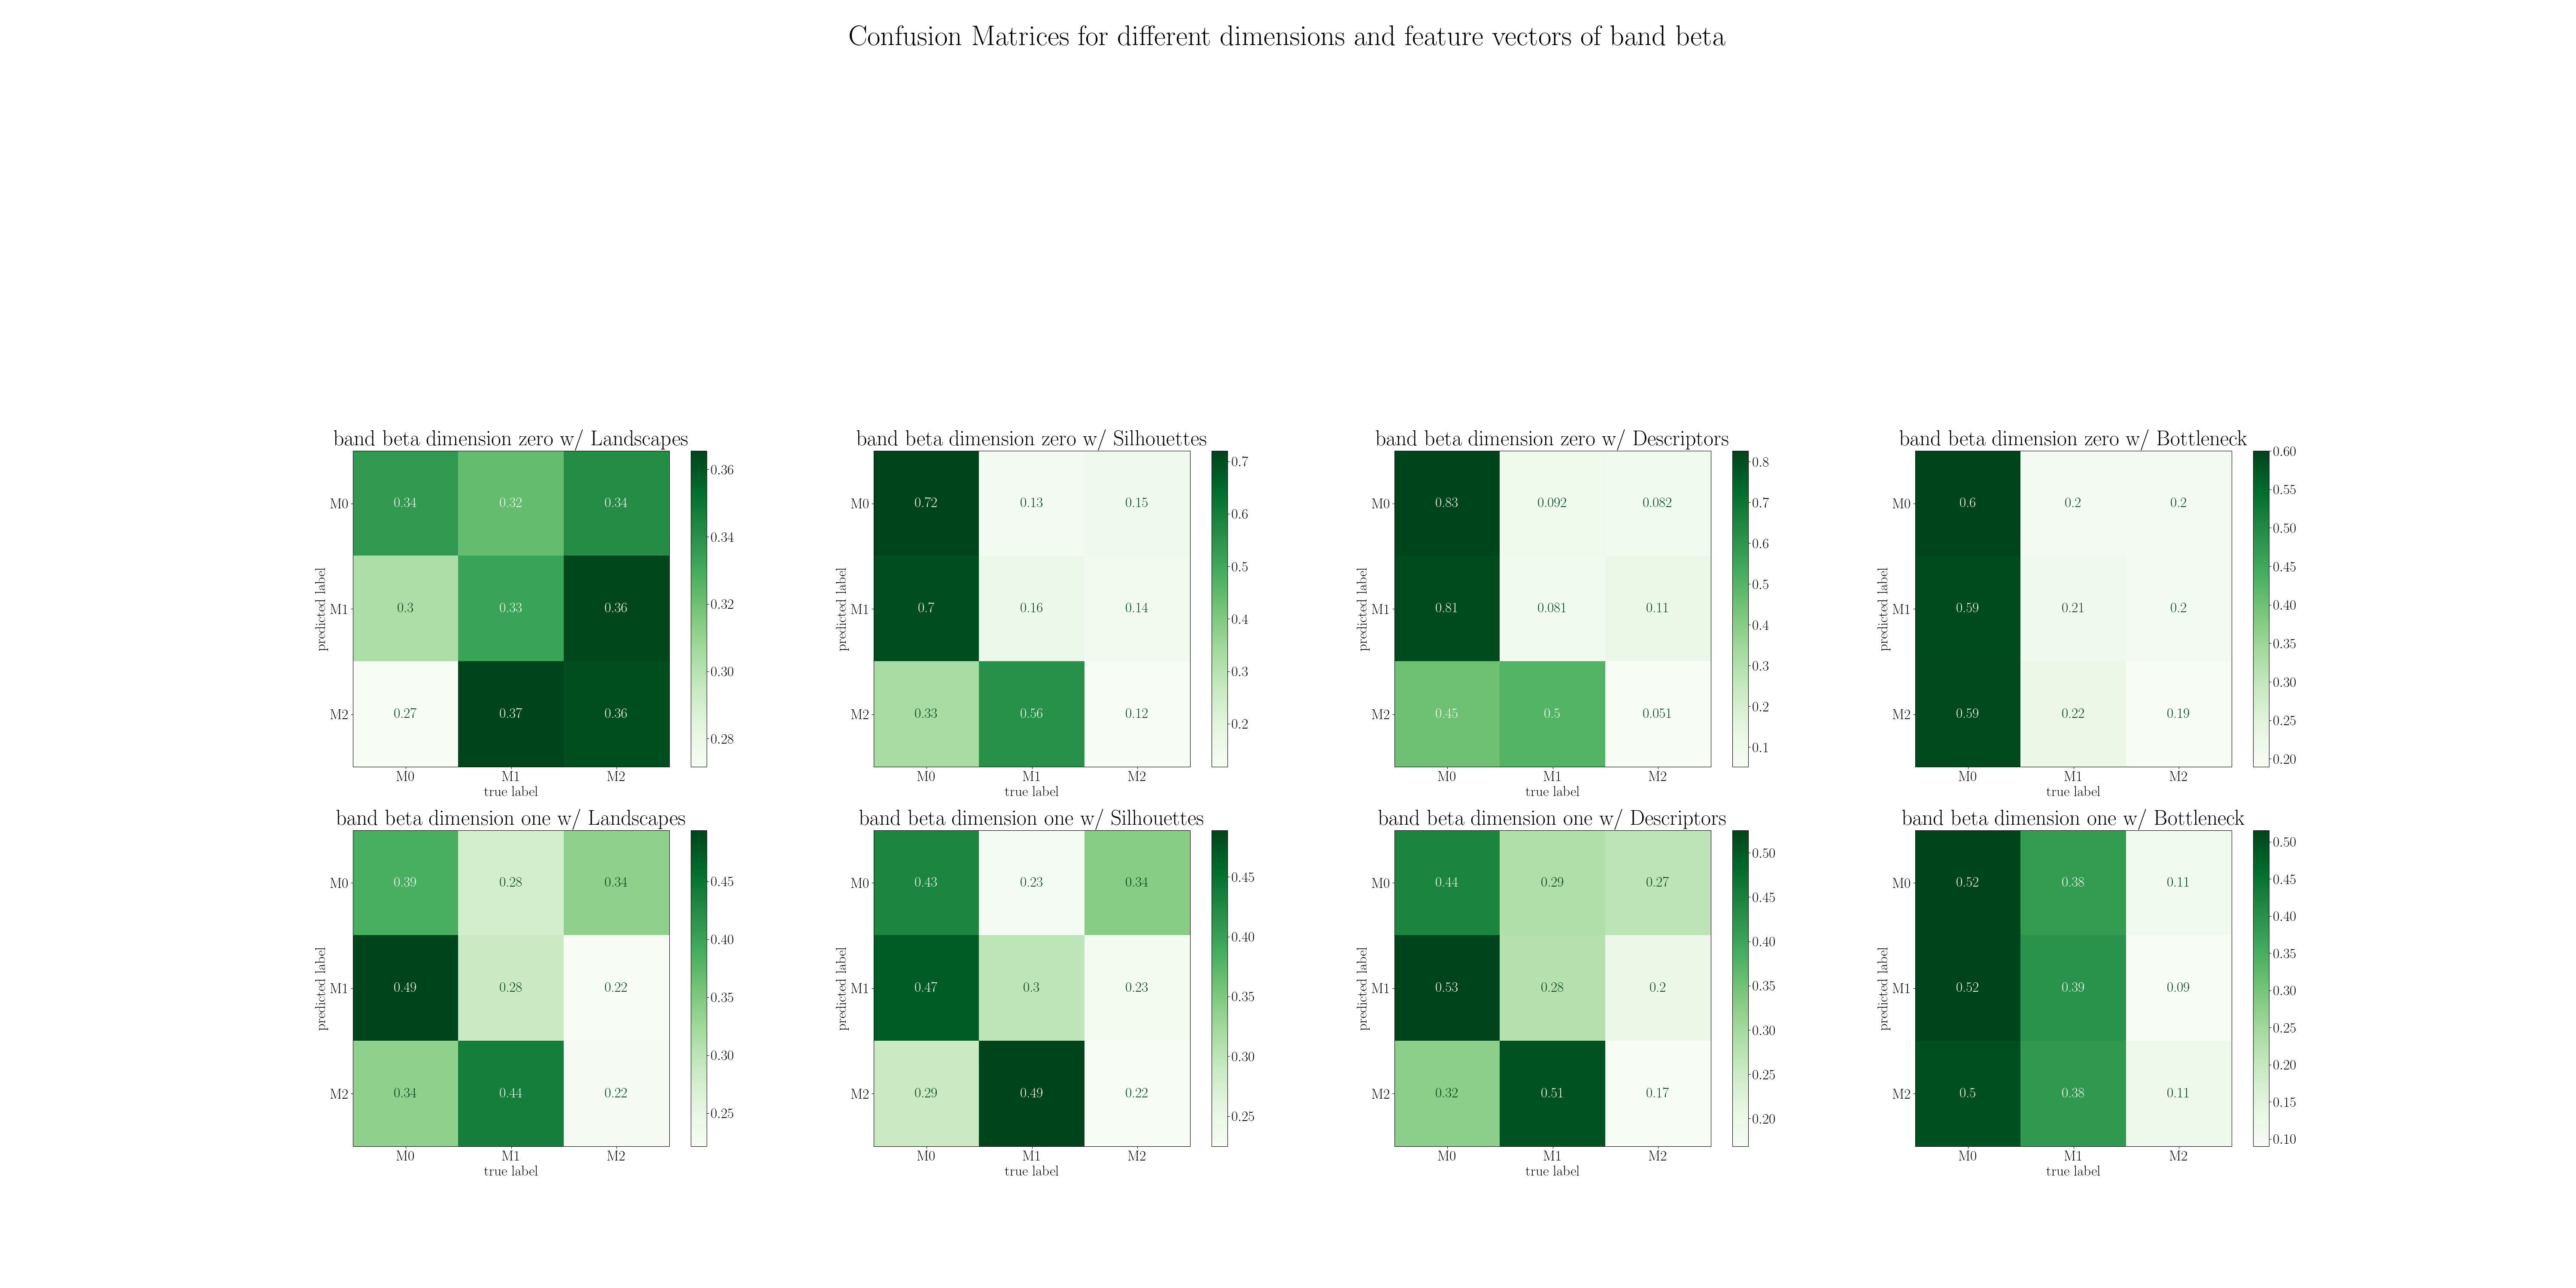 Confusion Matrices for different dimensions and feature vectors of band beta
band beta dimension zero w/ Landscapes
predicted label
M0 0.34 0.32 0.34
M1 0.3 0.33 0.36
M2 0.27 0.37 0.36
M0 M1 M2
true label
0.36
0.34
0.32
0.30
0.28
band beta dimension zero w/ Silhouettes
predicted label
M0 0.72 0.13 0.15
M1 0.7 0.16 0.14
M2 0.33 0.56 0.12
M0 M1 M2
true label
0.7
0.6
0.5
0.4
0.3
0.2
band beta dimension zero w/ Descriptors
predicted label
M0 0.83 0.092 0.082
M1 0.81 0.081 0.11
M2 0.45 0.5 0.051
M0 M1 M2
true label
0.8
0.7
0.6
0.5
0.4
0.3
0.2
0.1
band beta dimension zero w/ Bottleneck
predicted label
M0 0.6 0.2 0.2
M1 0.59 0.21 0.2
M2 0.59 0.22 0.19
M0 M1 M2
true label
0.60
0.55
0.50
0.45
0.40
0.35
0.30
0.25
0.20
band beta dimension one w/ Landscapes
predicted label
M0 0.39 0.28 0.34
M1 0.49 0.28 0.22
M2 0.34 0.44 0.22
M0 M1 M2
true label
0.45
0.40
0.35
0.30
0.25
band beta dimension one w/ Silhouettes
predicted label
M0 0.43 0.23 0.34
M1 0.47 0.3 0.23
M2 0.29 0.49 0.22
M0 M1 M2
true label
0.45
0.40
0.35
0.30
0.25
band beta dimension one w/ Descriptors
predicted label
M0 0.44 0.29 0.27
M1 0.53 0.28 0.2
M2 0.32 0.51 0.17
M0 M1 M2
true label
0.50
0.45
0.40
0.35
0.30
0.25
0.20
band beta dimension one w/ Bottleneck
predicted label
M0 0.52 0.38 0.11
M1 0.52 0.39 0.09
M2 0.5 0.38 0.11
M0 M1 M2
true label
0.50
0.45
0.40
0.35
0.30
0.25
0.20
0.15
0.10